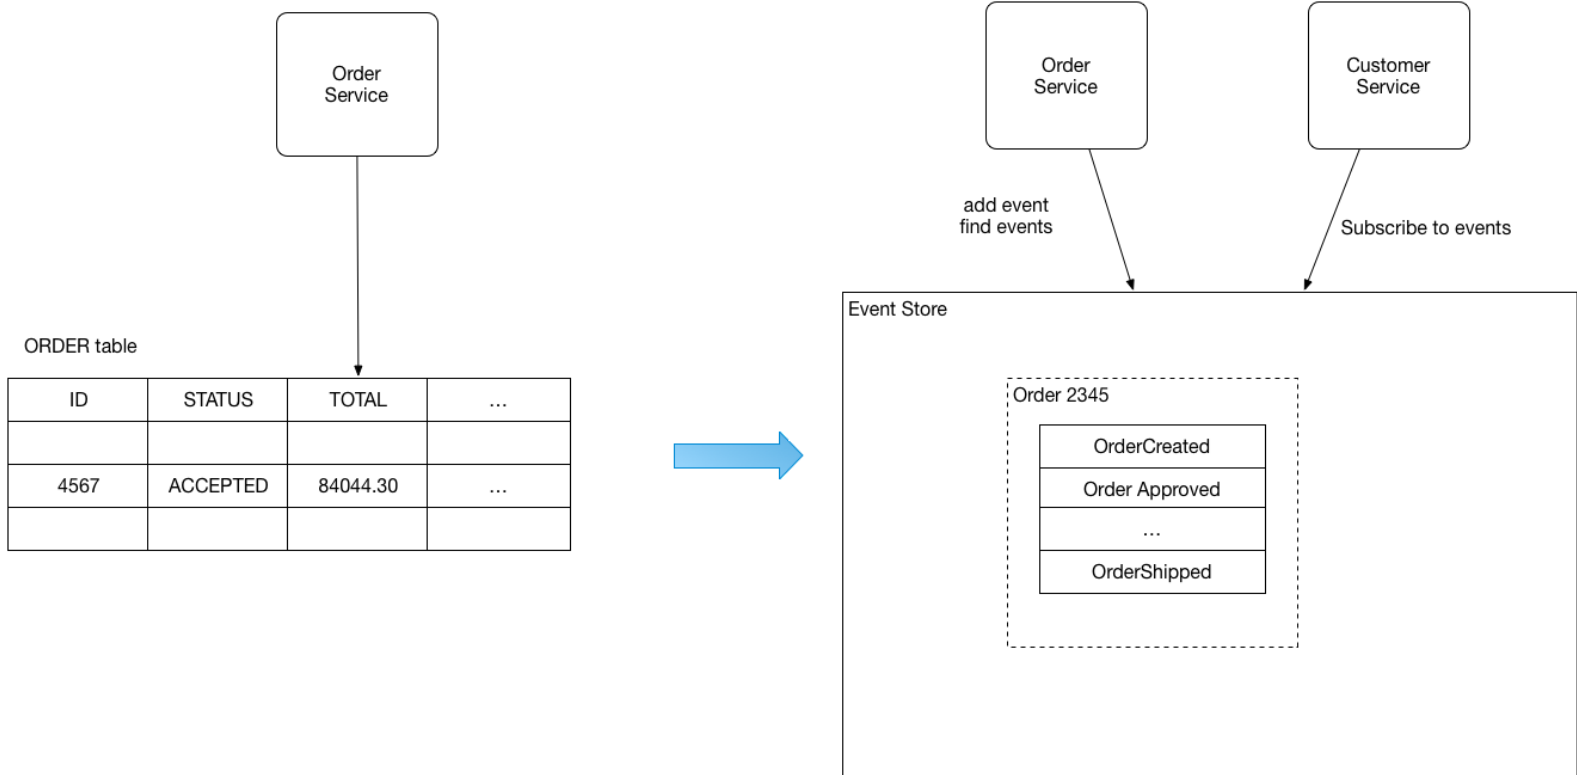 Order
Service
ORDER table
ID STATUS TOTAL ...
4567 ACCEPTED 84044.30 ...
Order
Service
Customer
Service
add event
find events
Subscribe to events
Event Store
Order 2345
OrderCreated
Order Approved
...
OrderShipped